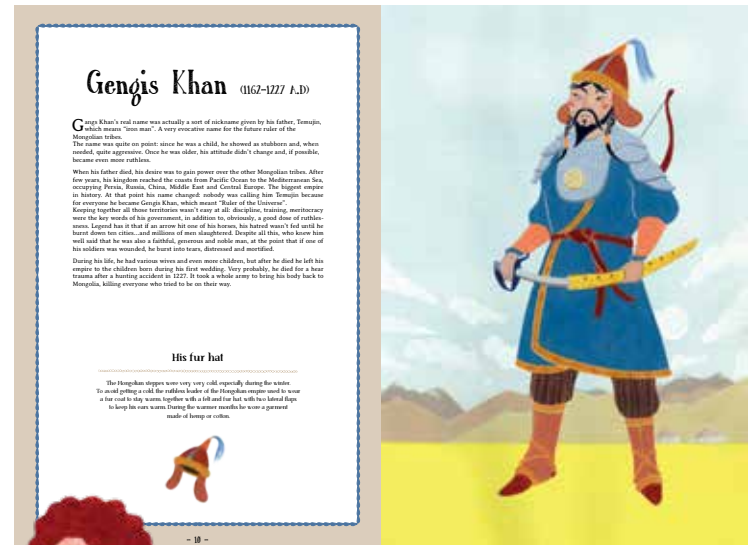 Gengis Khan (1162-1227 A.D)
Gangs Khan's real name was actually a sort of nickname given by his father, Temujin,
which means "iron man". A very evocative name for the future ruler of the
Mongolian tribes.
The name was quite on point: since he was a child, he showed as stubborn and, when
needed, quite aggressive. Once he was older, his attitude didn't change and, if possible,
became even more ruthless.
When his father died, his desire was to gain power over the other Mongolian tribes. After
few years, his kingdom reached the coasts from Pacific Ocean to the Mediterranean Sea,
occupying Persia, Russia, China, Middle East and Central Europe. The biggest empire
in history. At that point his name changed: nobody was calling him Temujin because
for everyone he became Gengis Khan, which meant "Ruler of the Universe".
Keeping together all those territories wasn't easy at all: discipline, training, meritocracy
were the key words of his government, in addition to, obviously, a good dose of ruthles-
sness. Legend has it that if an arrow hit one of his horses, his hatred wasn't fed until he
burnt down ten cities...and millions of men slaughtered. Despite all this, who knew him
well said that he was also a faithful, generous and noble man, at the point that if one of
his soldiers was wounded, he burst into tears, distressed and mortified.
During his life, he had various wives and even more children, but after he died he left his
empire to the children born during his first wedding. Very probably, he died for a hear
trauma after a hunting accident in 1227. It took a whole army to bring his body back to
Mongolia, killing everyone who tried to be on their way.
His fur hat
The Mongolian steppes were very very cold, especially during the winter.
To avoid getting a cold, the ruthless leader of the Mongolian empire used to wear
a fur coat to stay warm, together with a felt and fur hat, with two lateral flaps
to keep his ears warm. During the warmer months he wore a garment
made of hemp or cotton.
- 10 -